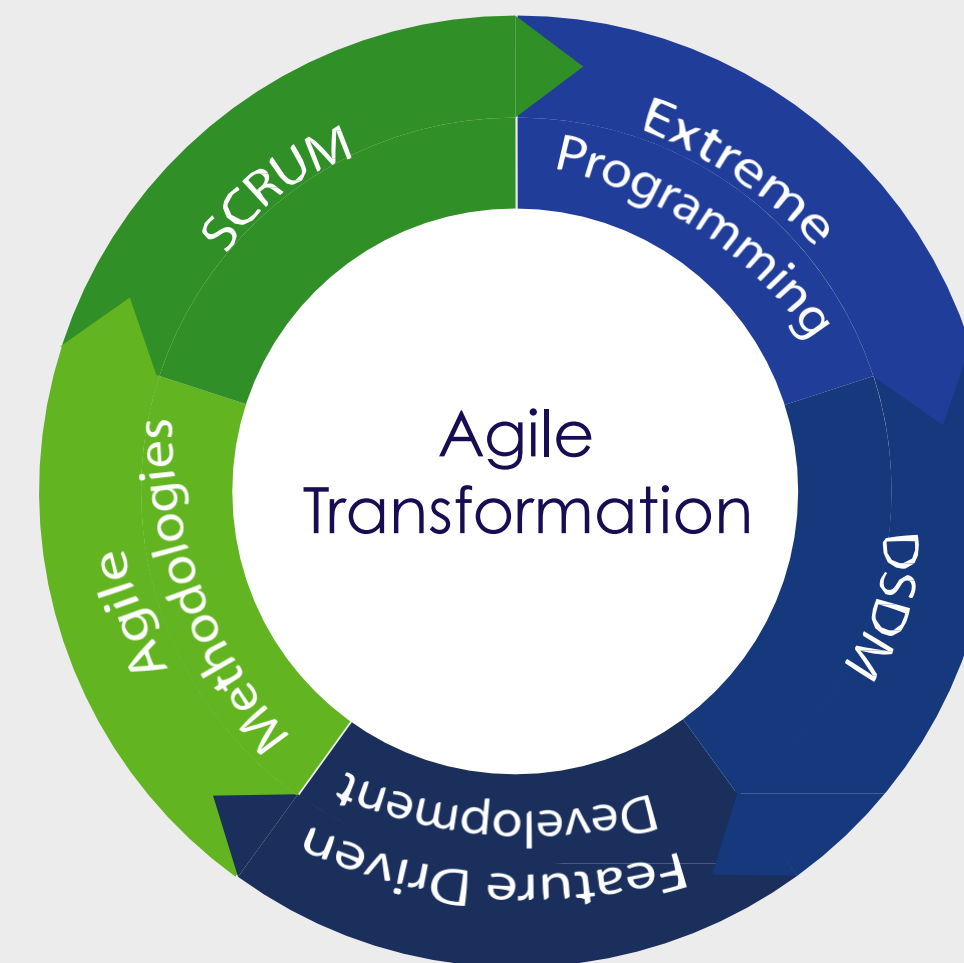 SCRUM
Extreme
Programming
DSDM
Feature Driven
Development
Agile
Methodologies
Agile
Transformation